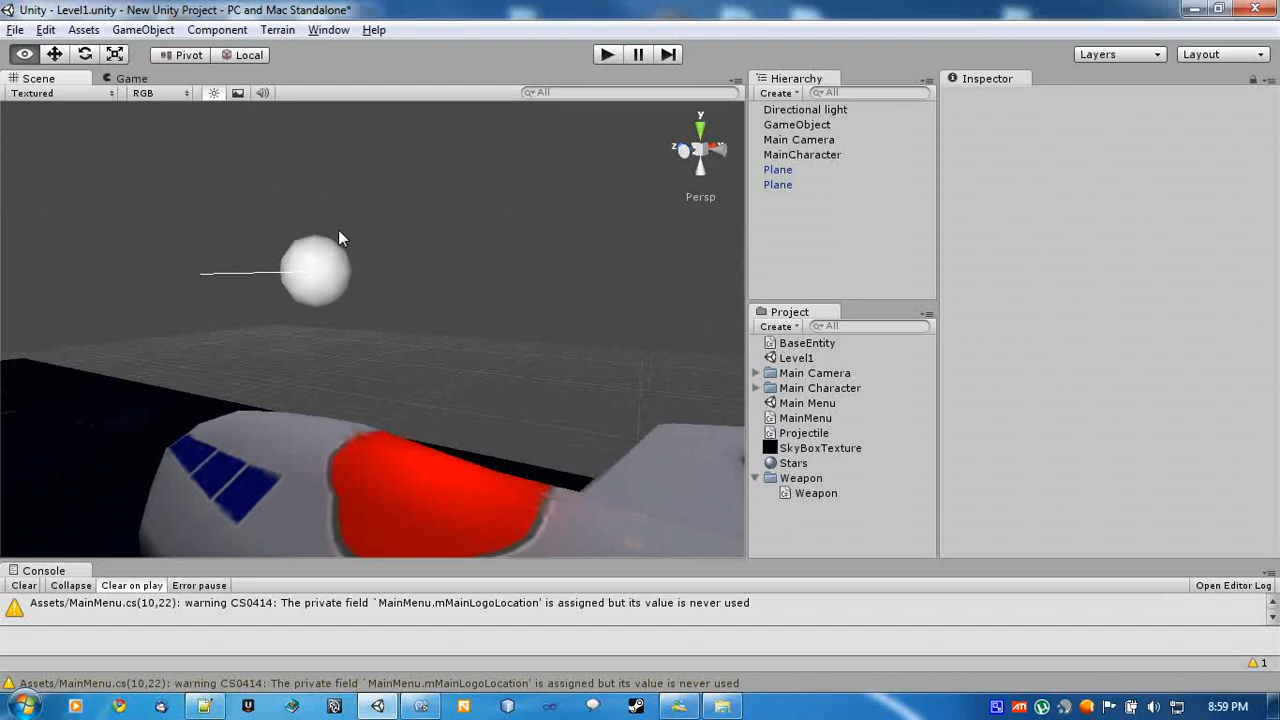 Unity - Level1.unity - New Unity Project - PC and Mac Standalone*
File Edit Assets GameObject Component Terrain Window Help
Pivot Local Layers Layout
Scene Game
Textured RGB All
y
z
Persp
Hierarchy
Create All
Directional light
GameObject
Main Camera
MainCharacter
Plane
Plane
Project
Create All
BaseEntity
Level1
Main Camera
Main Character
Main Menu
MainMenu
Projectile
SkyBoxTexture
Stars
Weapon
Weapon
Inspector
Console
Clear Collapse Clear on play Error pause Open Editor Log
Assets/MainMenu.cs(10,22): warning CS0414: The private field `MainMenu.mMainLogoLocation' is assigned but its value is never used
1
Assets/MainMenu.cs(10,22): warning CS0414: The private field `MainMenu.mMainLogoLocation' is assigned but its value is never used
ATI
8:59 PM